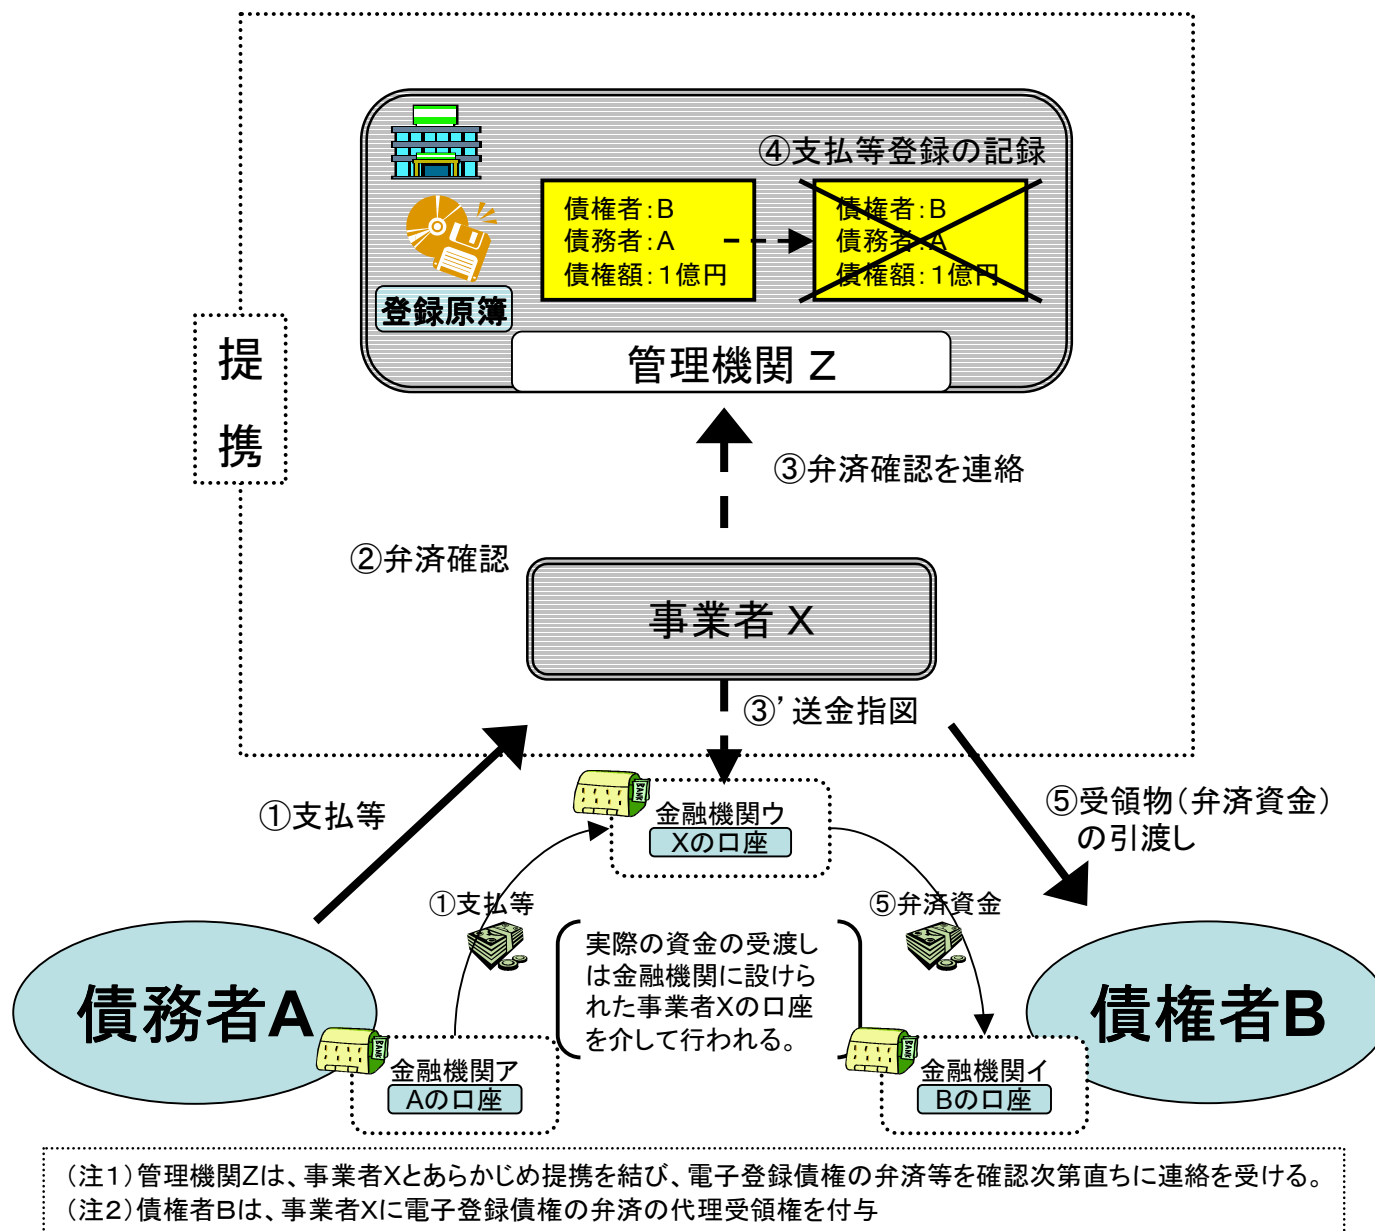 ④支払等登録の記録
債権者：B
債務者：A
債権額：１億円
債権者：B
債務者：A
債権額：１億円
登録原簿
管理機関 Z
提
携
③弁済確認を連絡
②弁済確認
事業者 X
③’送金指図
①支払等
金融機関ウ
Xの口座
⑤受領物（弁済資金）
の引渡し
①支払等
⑤弁済資金
実際の資金の受渡し
は金融機関に設けら
れた事業者Xの口座
を介して行われる。
債務者A
債権者B
BANK
BANK
BANK
金融機関ア
Aの口座
金融機関イ
Bの口座
（注１）管理機関Zは、事業者Xとあらかじめ提携を結び、電子登録債権の弁済等を確認次第直ちに連絡を受ける。
（注２）債権者Bは、事業者Xに電子登録債権の弁済の代理受領権を付与